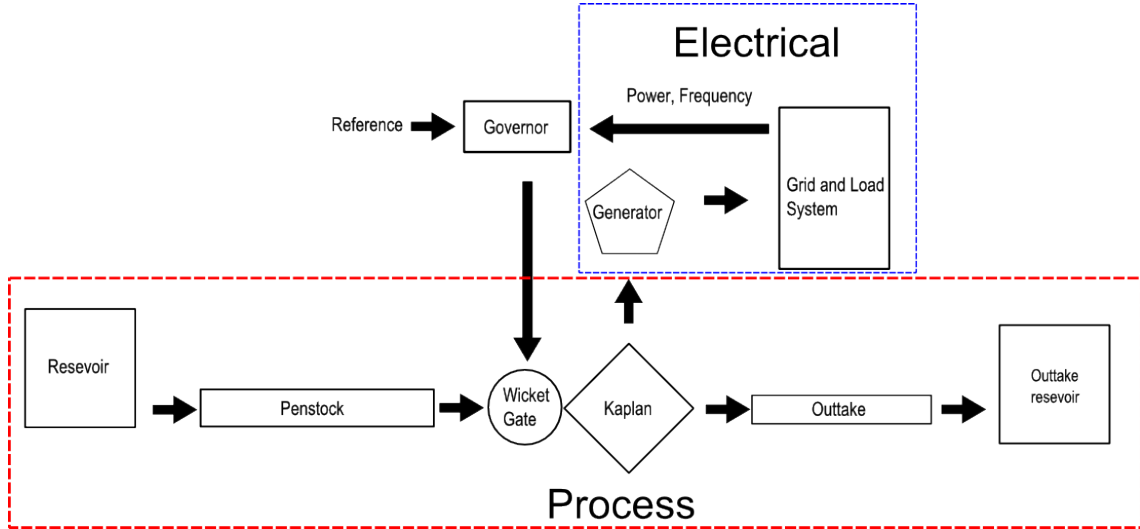 Electrical
Power, Frequency
Reference
Governor
Generator
Grid and Load
System
Resevoir
Penstock
Wicket
Gate
Kaplan
Outtake
Outtake
resevoir
Process